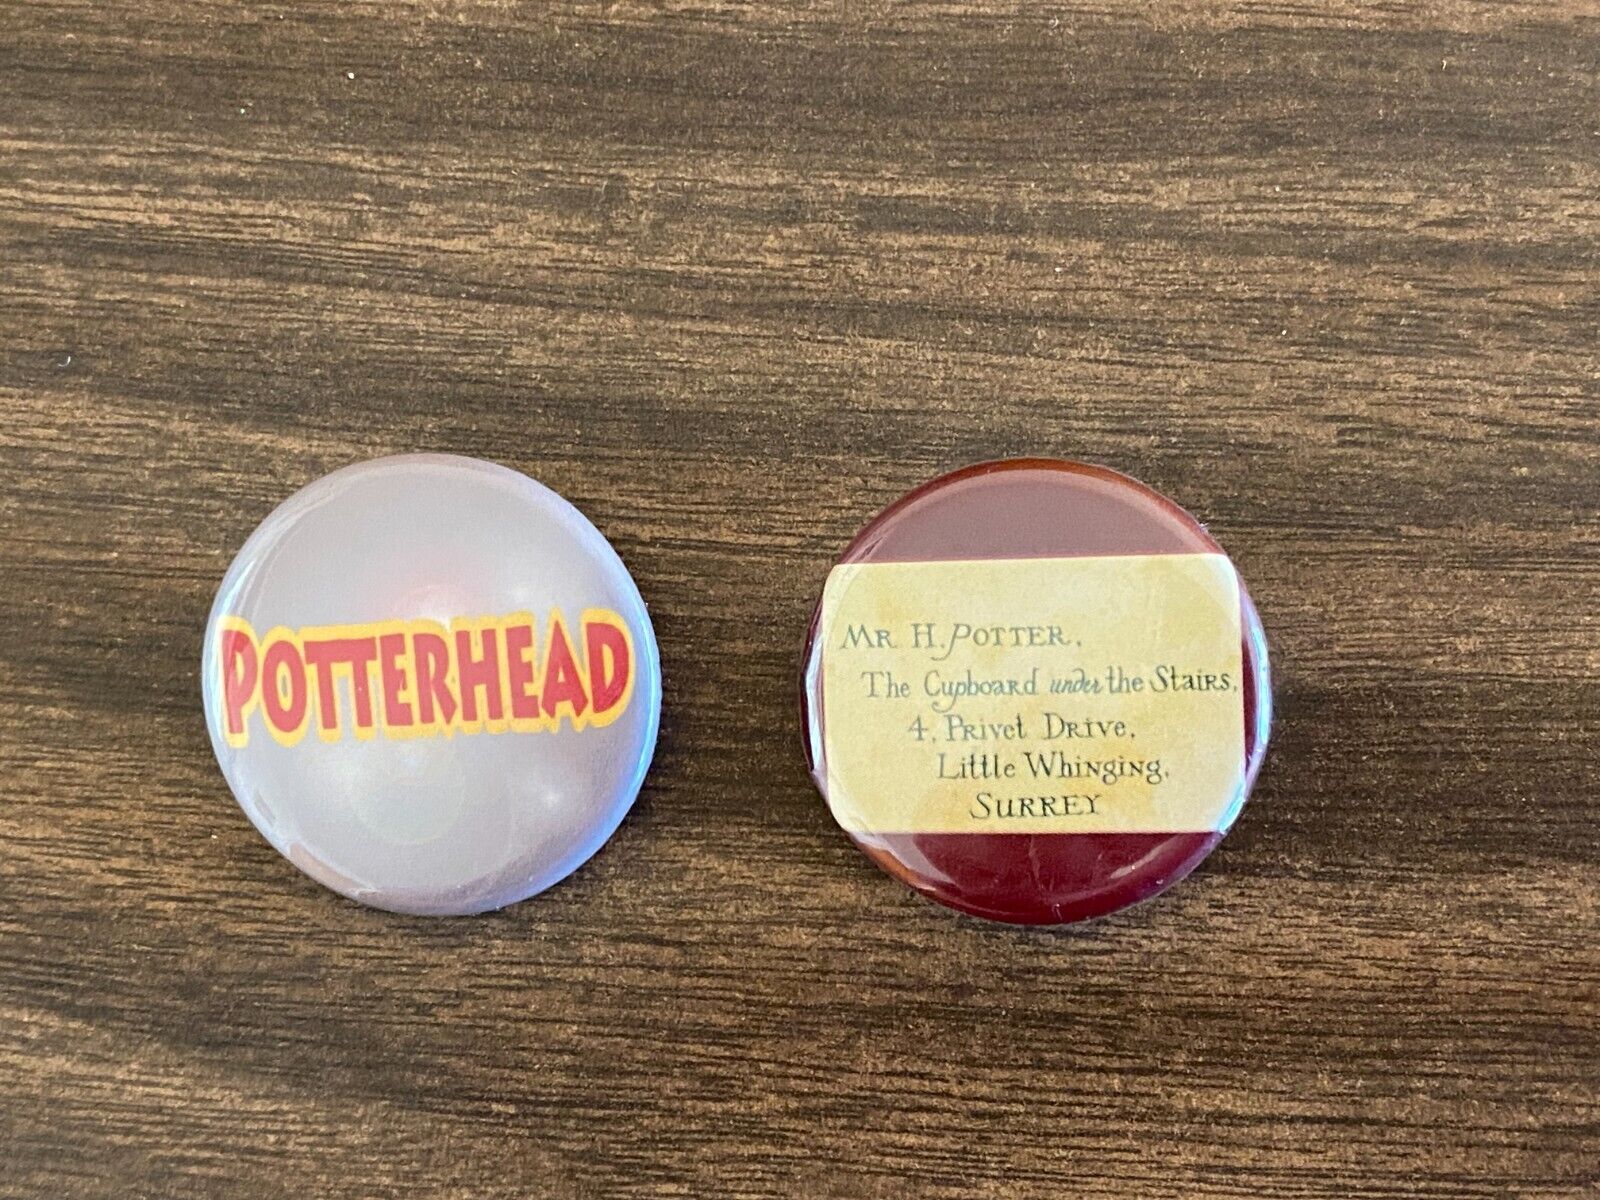 POTTERHEAD
MR H. POTTER,
The Cupboard under the Stairs,
4, Privet Drive,
Little Whinging,
SURREY